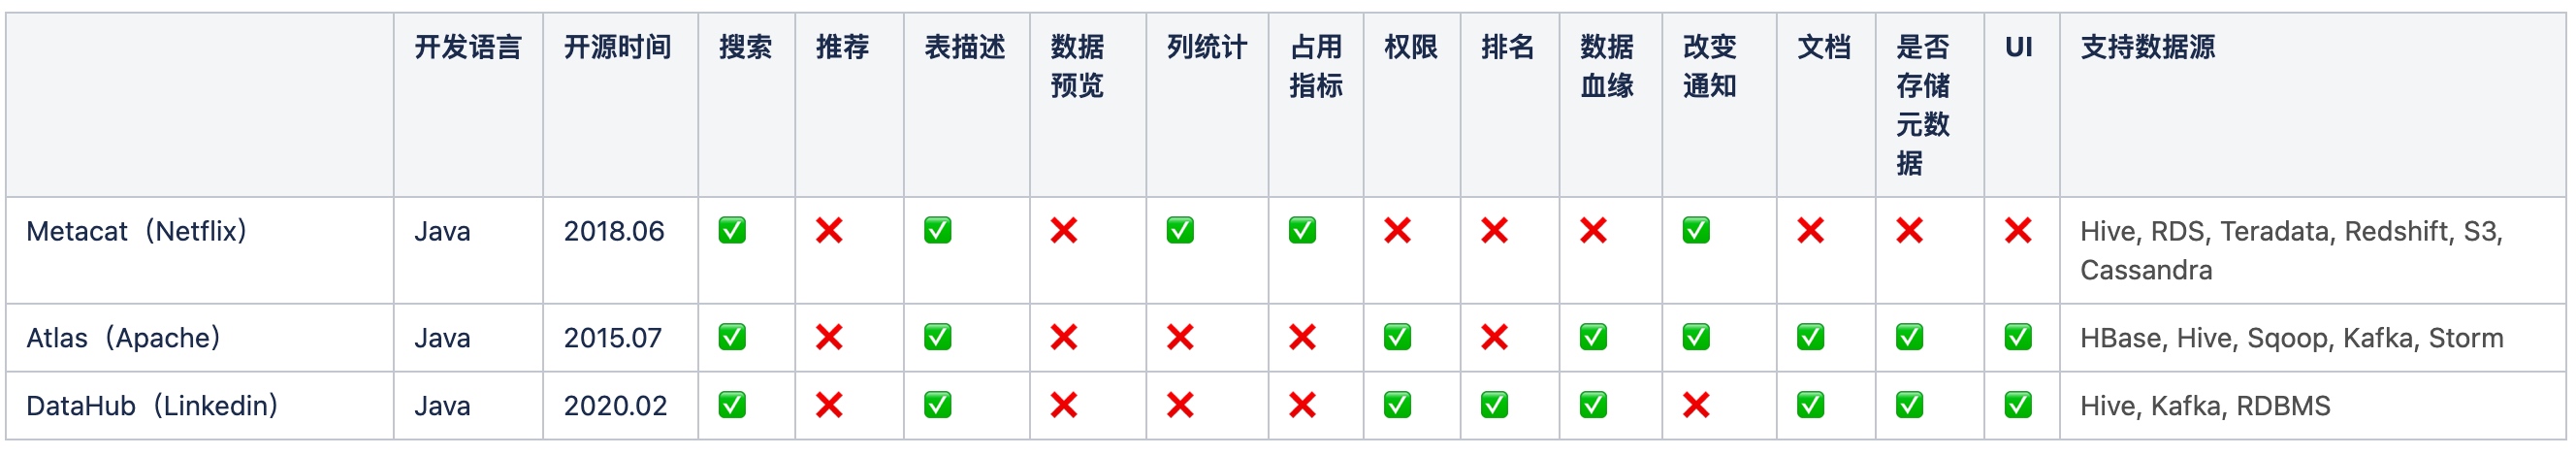 开发语言 开源时间 搜索 推荐 表描述 数据预览 列统计 占用指标 权限 排名 数据血缘 改变通知 文档 是否存储元数据 UI 支持数据源
Metacat（Netflix） Java 2018.06 ✅ ❌ ✅ ❌ ✅ ✅ ❌ ❌ ❌ ✅ ❌ ❌ ❌ Hive, RDS, Teradata, Redshift, S3,
Cassandra
Atlas（Apache） Java 2015.07 ✅ ❌ ✅ ❌ ❌ ❌ ✅ ❌ ✅ ✅ ✅ ✅ ✅ HBase, Hive, Sqoop, Kafka, Storm
DataHub（Linkedin） Java 2020.02 ✅ ❌ ✅ ❌ ❌ ❌ ✅ ✅ ✅ ❌ ✅ ✅ ✅ Hive, Kafka, RDBMS